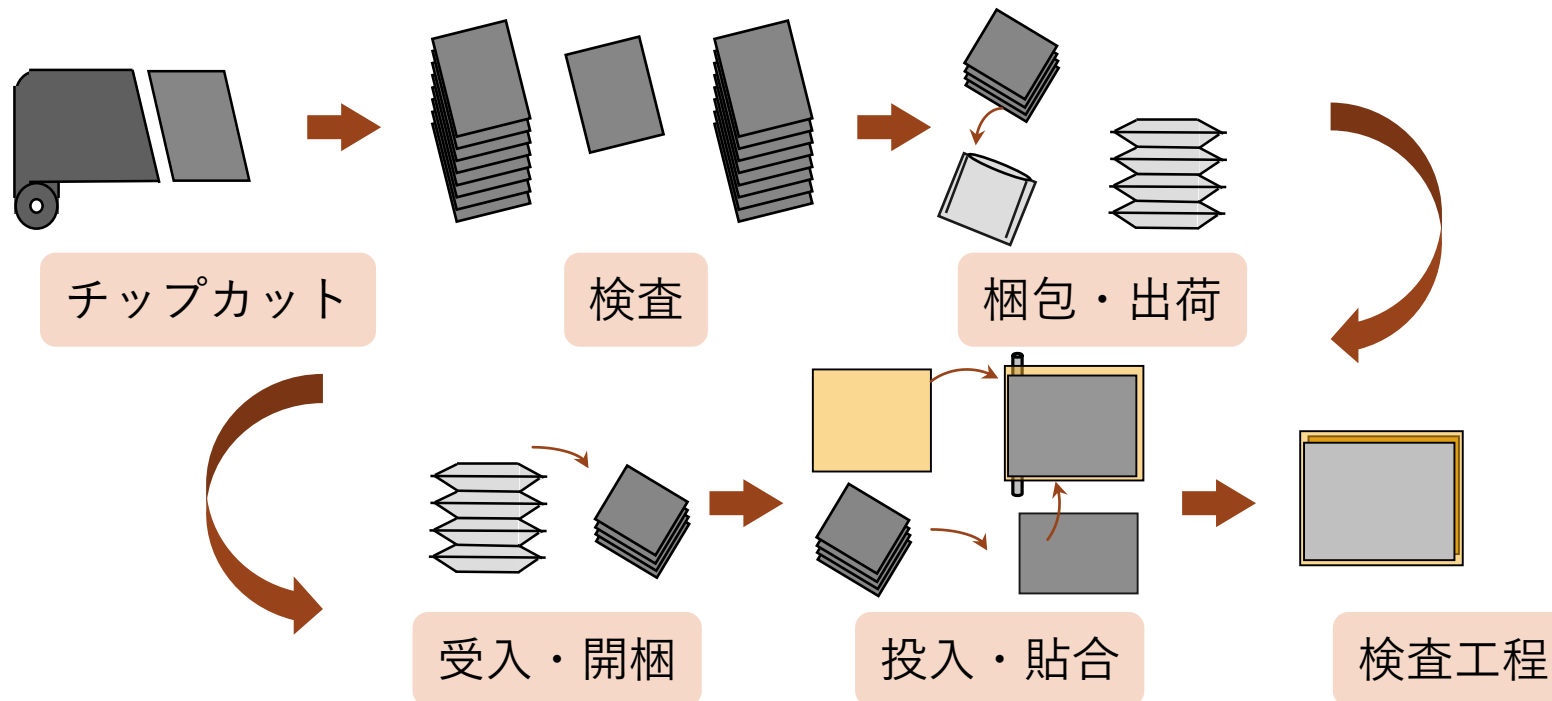 チップカット
検査
梱包・出荷
受入・開梱
投入・貼合
検査工程